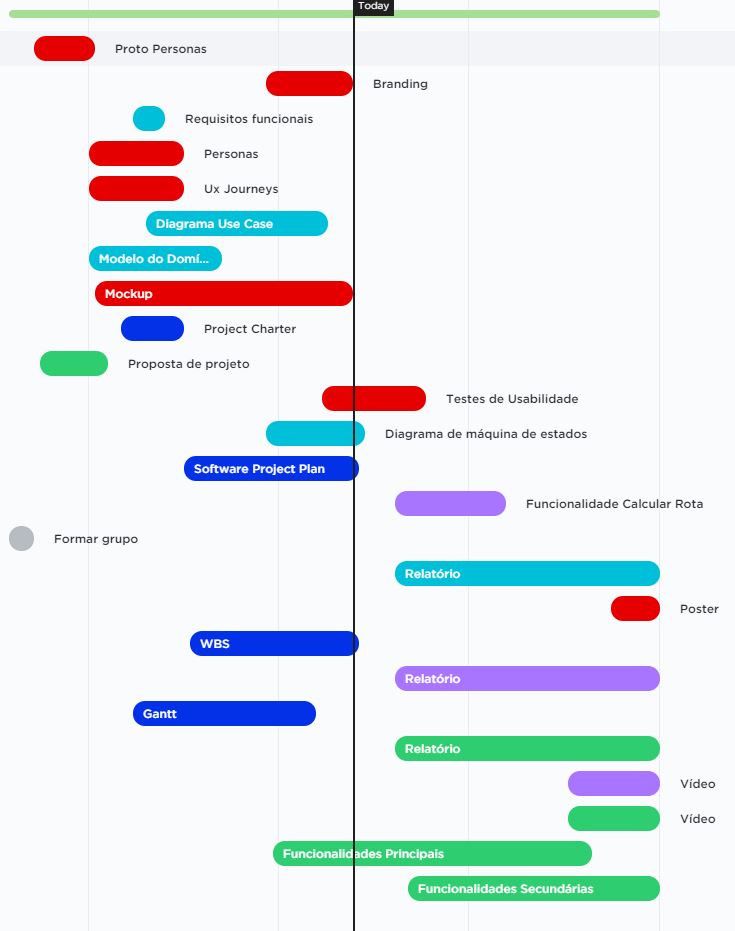 Today
Proto Personas
Branding
Requisitos funcionais
Personas
Ux Journeys
Diagrama Use Case
Modelo do Domí...
Mockup
Project Charter
Proposta de projeto
Testes de Usabilidade
Diagrama de máquina de estados
Software Project Plan
Funcionalidade Calcular Rota
Formar grupo
Relatório
Poster
WBS
Relatório
Gantt
Relatório
Vídeo
Vídeo
Funcionalidades Principais
Funcionalidades Secundárias